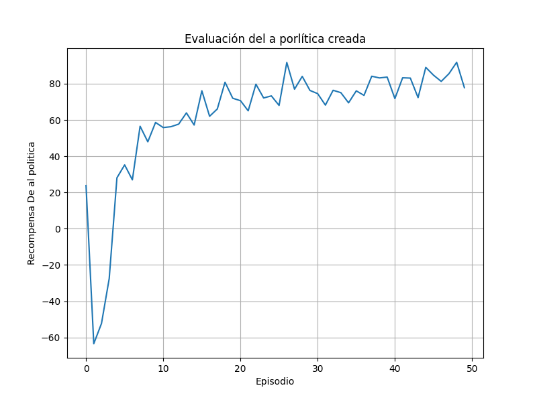 Evaluación del a porlítica creada
Recompensa De al politica
80
60
40
20
0
−20
−40
−60
0 10 20 30 40 50
Episodio